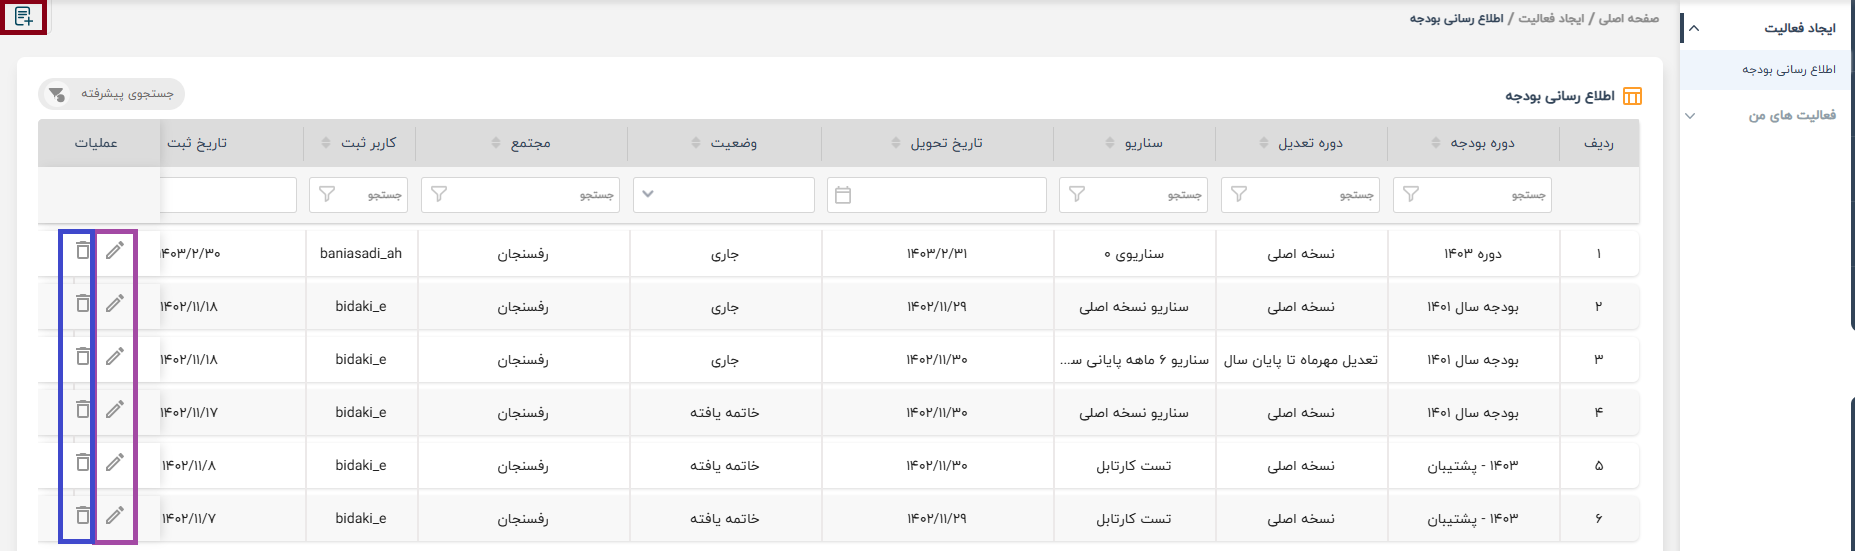 ایجاد فعالیت
اطلاع رسانی بودجه
فعالیت های من
صفحه اصلی / ایجاد فعالیت / اطلاع رسانی بودجه
اطلاع رسانی بودجه
جستجوی پیشرفته
ردیف دوره بودجه دوره تعدیل سناریو تاریخ تحویل وضعیت مجتمع کاربر ثبت تاریخ ثبت عملیات
جستجو جستجو جستجو جستجو جستجو
۱ دوره ۱۴۰۳ نسخه اصلی سناریوی ۰ ۱۴۰۳/۲/۳۱ جاری رفسنجان baniasadi_ah ۱۴۰۳/۲/۳۰
۲ بودجه سال ۱۴۰۱ نسخه اصلی سناریو نسخه اصلی ۱۴۰۲/۱۱/۲۹ جاری رفسنجان bidaki_e ۱۴۰۲/۱۱/۱۸
۳ بودجه سال ۱۴۰۱ تعدیل مهرماه تا پایان سال سناریو ۶ ماهه پایانی س... ۱۴۰۲/۱۱/۳۰ جاری رفسنجان bidaki_e ۱۴۰۲/۱۱/۱۸
۴ بودجه سال ۱۴۰۱ نسخه اصلی سناریو نسخه اصلی ۱۴۰۲/۱۱/۳۰ خاتمه یافته رفسنجان bidaki_e ۱۴۰۲/۱۱/۱۷
۵ ۱۴۰۳ - پشتیبان نسخه اصلی تست کارتابل ۱۴۰۲/۱۱/۳۰ خاتمه یافته رفسنجان bidaki_e ۱۴۰۲/۱۱/۸
۶ ۱۴۰۳ - پشتیبان نسخه اصلی تست کارتابل ۱۴۰۲/۱۱/۲۹ خاتمه یافته رفسنجان bidaki_e ۱۴۰۲/۱۱/۷